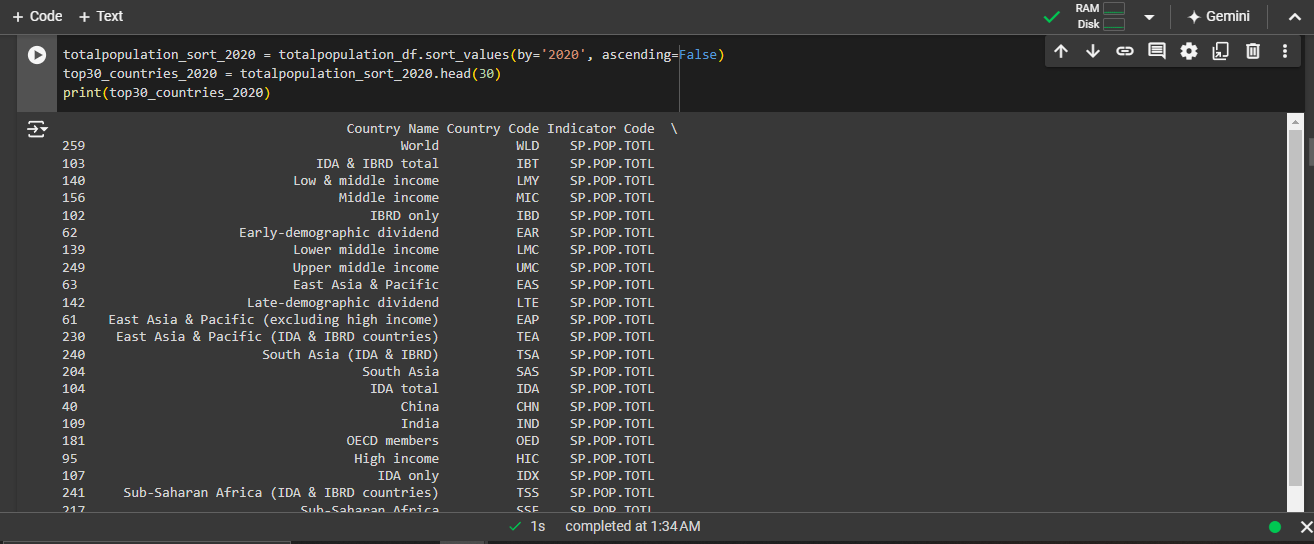 + Code + Text
RAM
Disk
Gemini
totalpopulation_sort_2020 = totalpopulation_df.sort_values(by='2020', ascending=False)
top30_countries_2020 = totalpopulation_sort_2020.head(30)
print(top30_countries_2020)
Country Name Country Code Indicator Code \
259 World WLD SP.POP.TOTL
103 IDA & IBRD total IBT SP.POP.TOTL
140 Low & middle income LMY SP.POP.TOTL
156 Middle income MIC SP.POP.TOTL
102 IBRD only IBD SP.POP.TOTL
62 Early-demographic dividend EAR SP.POP.TOTL
139 Lower middle income LMC SP.POP.TOTL
249 Upper middle income UMC SP.POP.TOTL
63 East Asia & Pacific EAS SP.POP.TOTL
142 Late-demographic dividend LTE SP.POP.TOTL
61 East Asia & Pacific (excluding high income) EAP SP.POP.TOTL
230 East Asia & Pacific (IDA & IBRD countries) TEA SP.POP.TOTL
240 South Asia (IDA & IBRD) TSA SP.POP.TOTL
204 South Asia SAS SP.POP.TOTL
104 IDA total IDA SP.POP.TOTL
40 China CHN SP.POP.TOTL
109 India IND SP.POP.TOTL
181 OECD members OED SP.POP.TOTL
95 High income HIC SP.POP.TOTL
107 IDA only IDX SP.POP.TOTL
241 Sub-Saharan Africa (IDA & IBRD countries) TSS SP.POP.TOTL
217 Sub-Saharan Africa SSF SP.POP.TOTL
1s completed at 1:34 AM